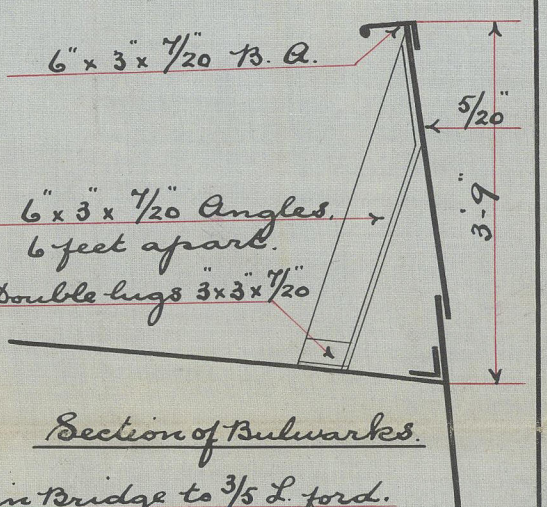 6" x 3" x 7/20" B. A.
5/20"
3'-9"
6" x 3" x 7/20" Angles,
6 feet apart.
Double lugs 3" x 3" x 7/20"
Section of Bulwarks.
in Bridge to 3/5 L. ford.